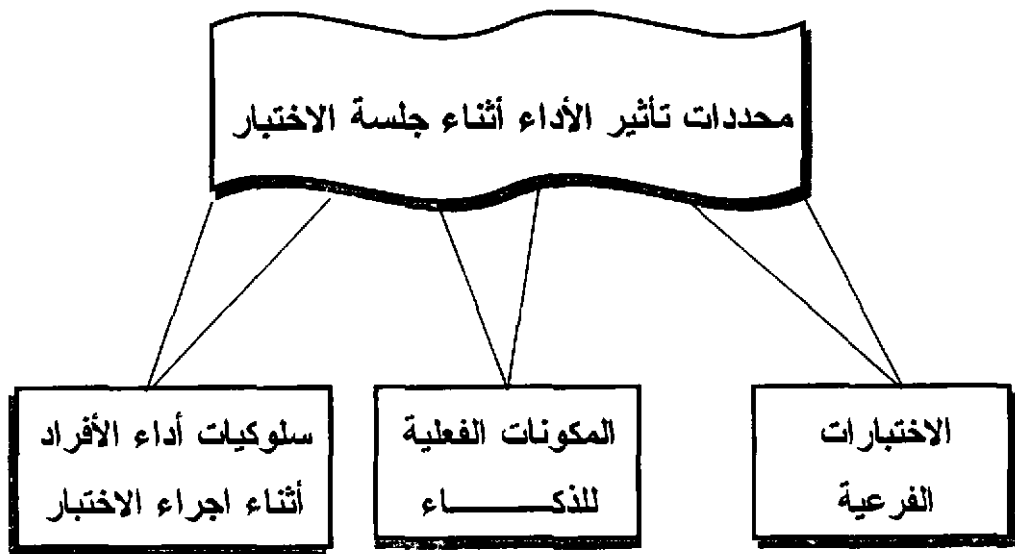 محددات تأثير الأداء أثناء جلسة الاختبار
الاختبارات
الفرعية
المكونات الفعلية
للذكـــــــاء
سلوكيات أداء الأفراد
أثناء اجراء الاختبار